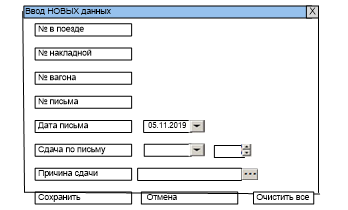 Ввод НОВЫХ данных X
№ в поезде
№ накладной
№ вагона
№ письма
Дата письма 05.11.2019
Сдача по письму
Причина сдачи ...
Сохранить Отмена Очистить все